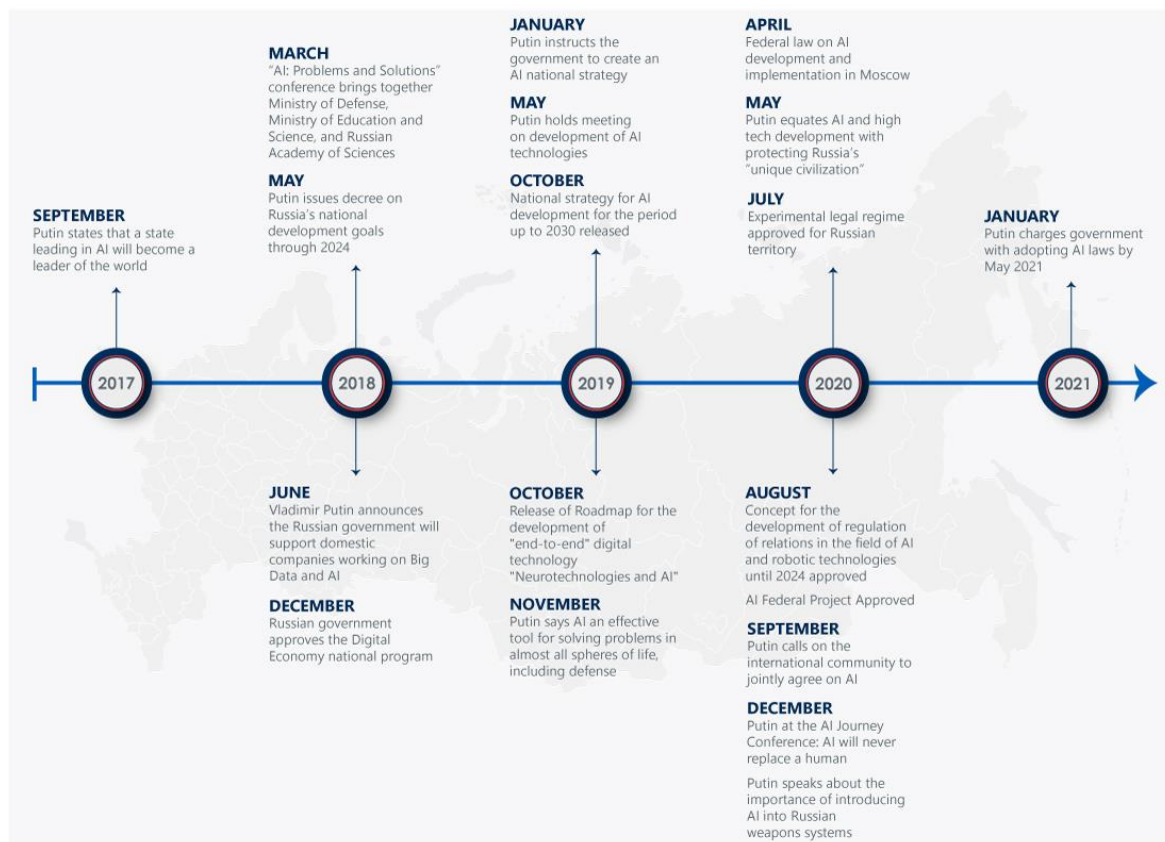 SEPTEMBER
Putin states that a state
leading in AI will become a
leader of the world
2017
MARCH
“AI: Problems and Solutions”
conference brings together
Ministry of Defense,
Ministry of Education and
Science, and Russian
Academy of Sciences
MAY
Putin issues decree on
Russia’s national
development goals
through 2024
2018
JUNE
Vladimir Putin announces
the Russian government will
support domestic
companies working on Big
Data and AI
DECEMBER
Russian government
approves the Digital
Economy national program
JANUARY
Putin instructs the
government to create an
AI national strategy
MAY
Putin holds meeting
on development of AI
technologies
OCTOBER
National strategy for AI
development for the period
up to 2030 released
2019
OCTOBER
Release of Roadmap for the
development of
"end-to-end" digital
technology
"Neurotechnologies and AI"
NOVEMBER
Putin says AI an effective
tool for solving problems in
almost all spheres of life,
including defense
APRIL
Federal law on AI
development and
implementation in Moscow
MAY
Putin equates AI and high
tech development with
protecting Russia’s
“unique civilization”
JULY
Experimental legal regime
approved for Russian
territory
2020
AUGUST
Concept for the
development of regulation
of relations in the field of AI
and robotic technologies
until 2024 approved
AI Federal Project Approved
SEPTEMBER
Putin calls on the
international community to
jointly agree on AI
DECEMBER
Putin at the AI Journey
Conference: AI will never
replace a human
Putin speaks about the
importance of introducing
AI into Russian
weapons systems
JANUARY
Putin charges government
with adopting AI laws by
May 2021
2021